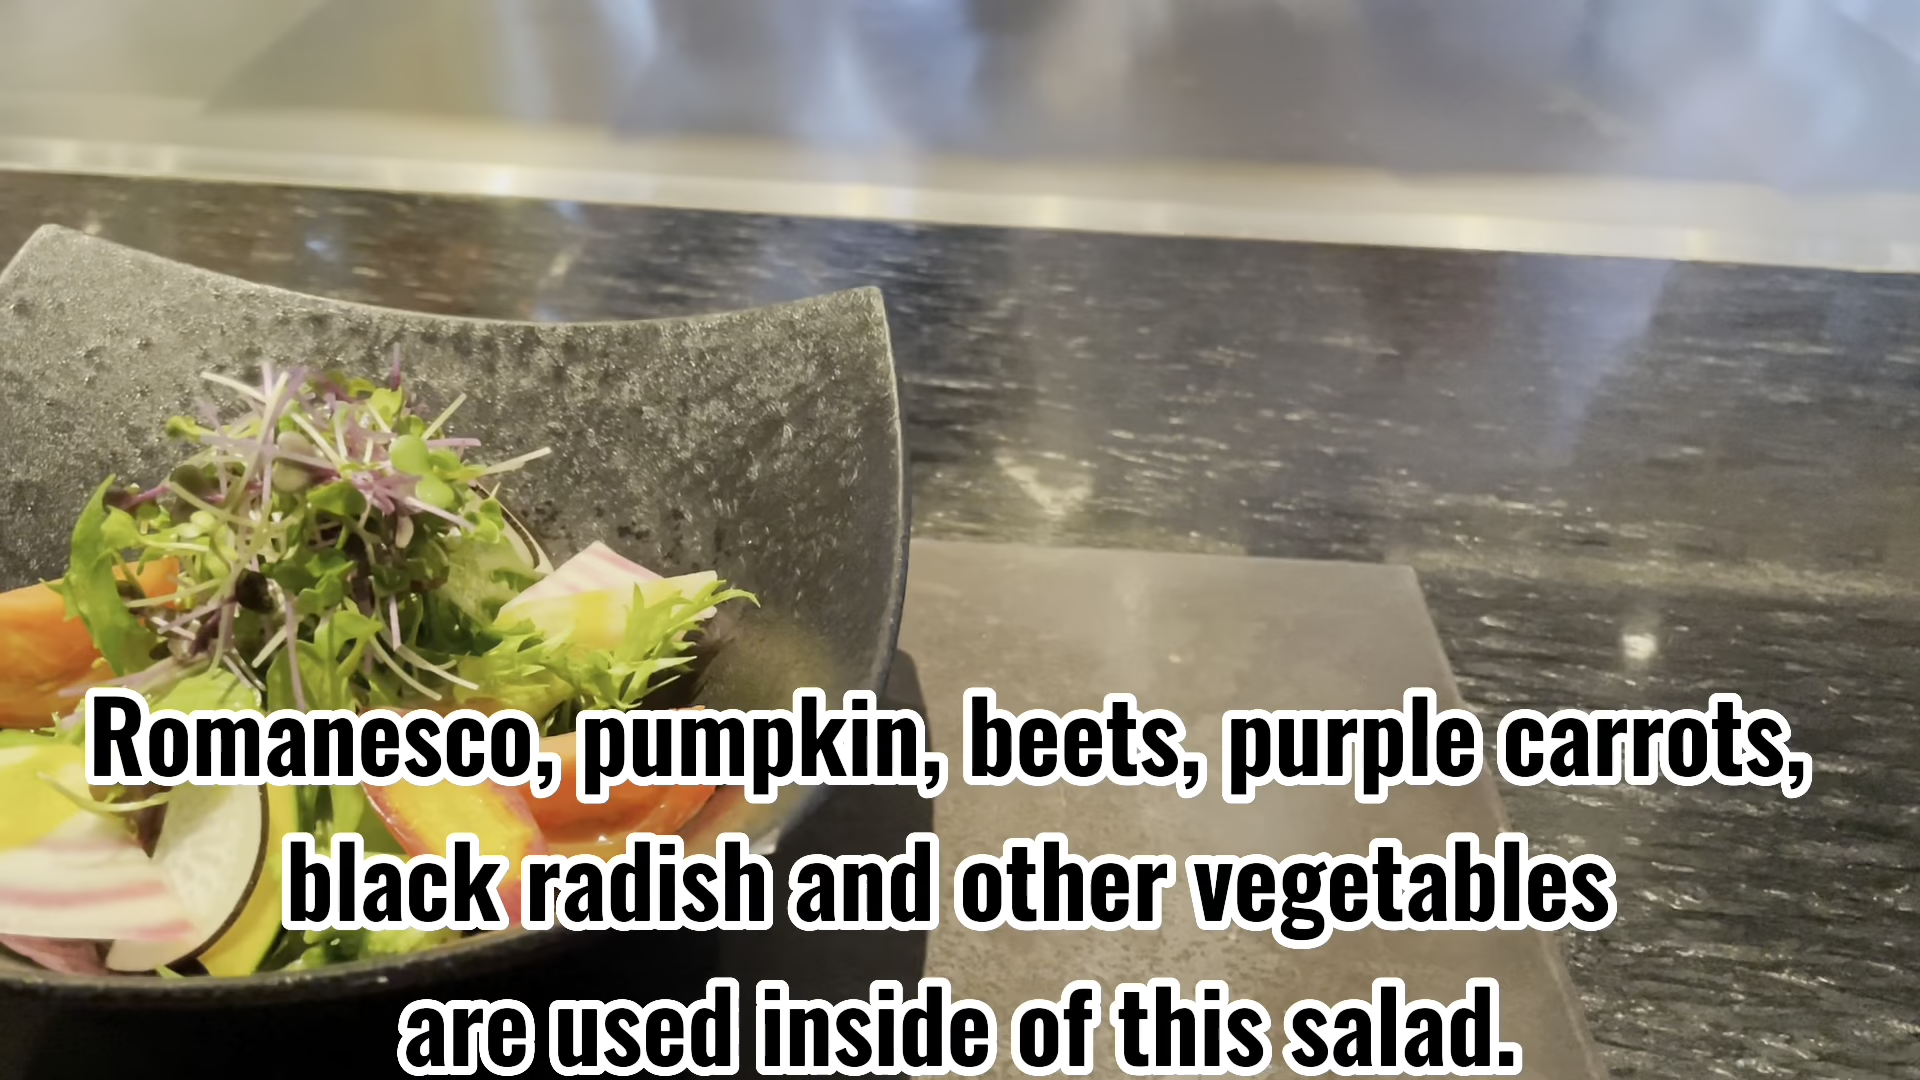 Romanesco, pumpkin, beets, purple carrots,
black radish and other vegetables
are used inside of this salad.